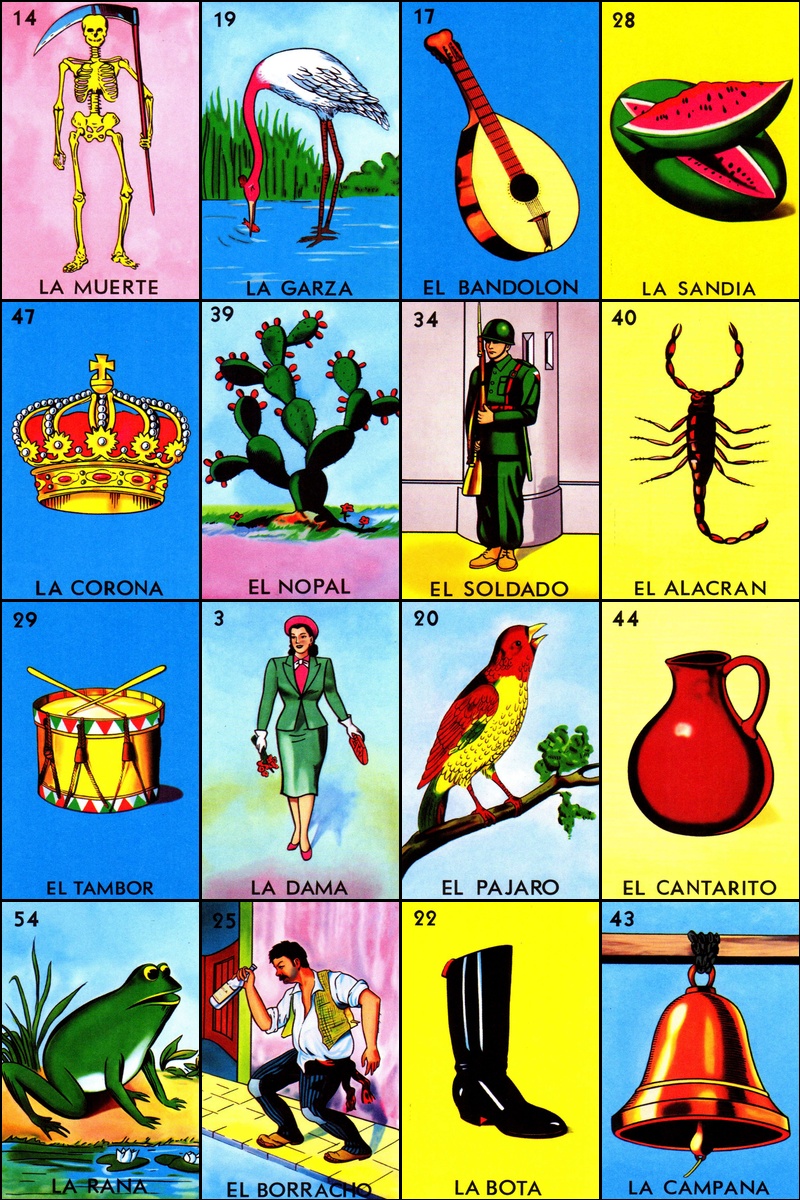 14
LA MUERTE
19
LA GARZA
17
EL BANDOLON
28
LA SANDIA
47
LA CORONA
39
EL NOPAL
34
EL SOLDADO
40
EL ALACRAN
29
EL TAMBOR
3
LA DAMA
20
EL PAJARO
44
EL CANTARITO
54
LA RANA
25
EL BORRACHO
22
LA BOTA
43
LA CAMPANA